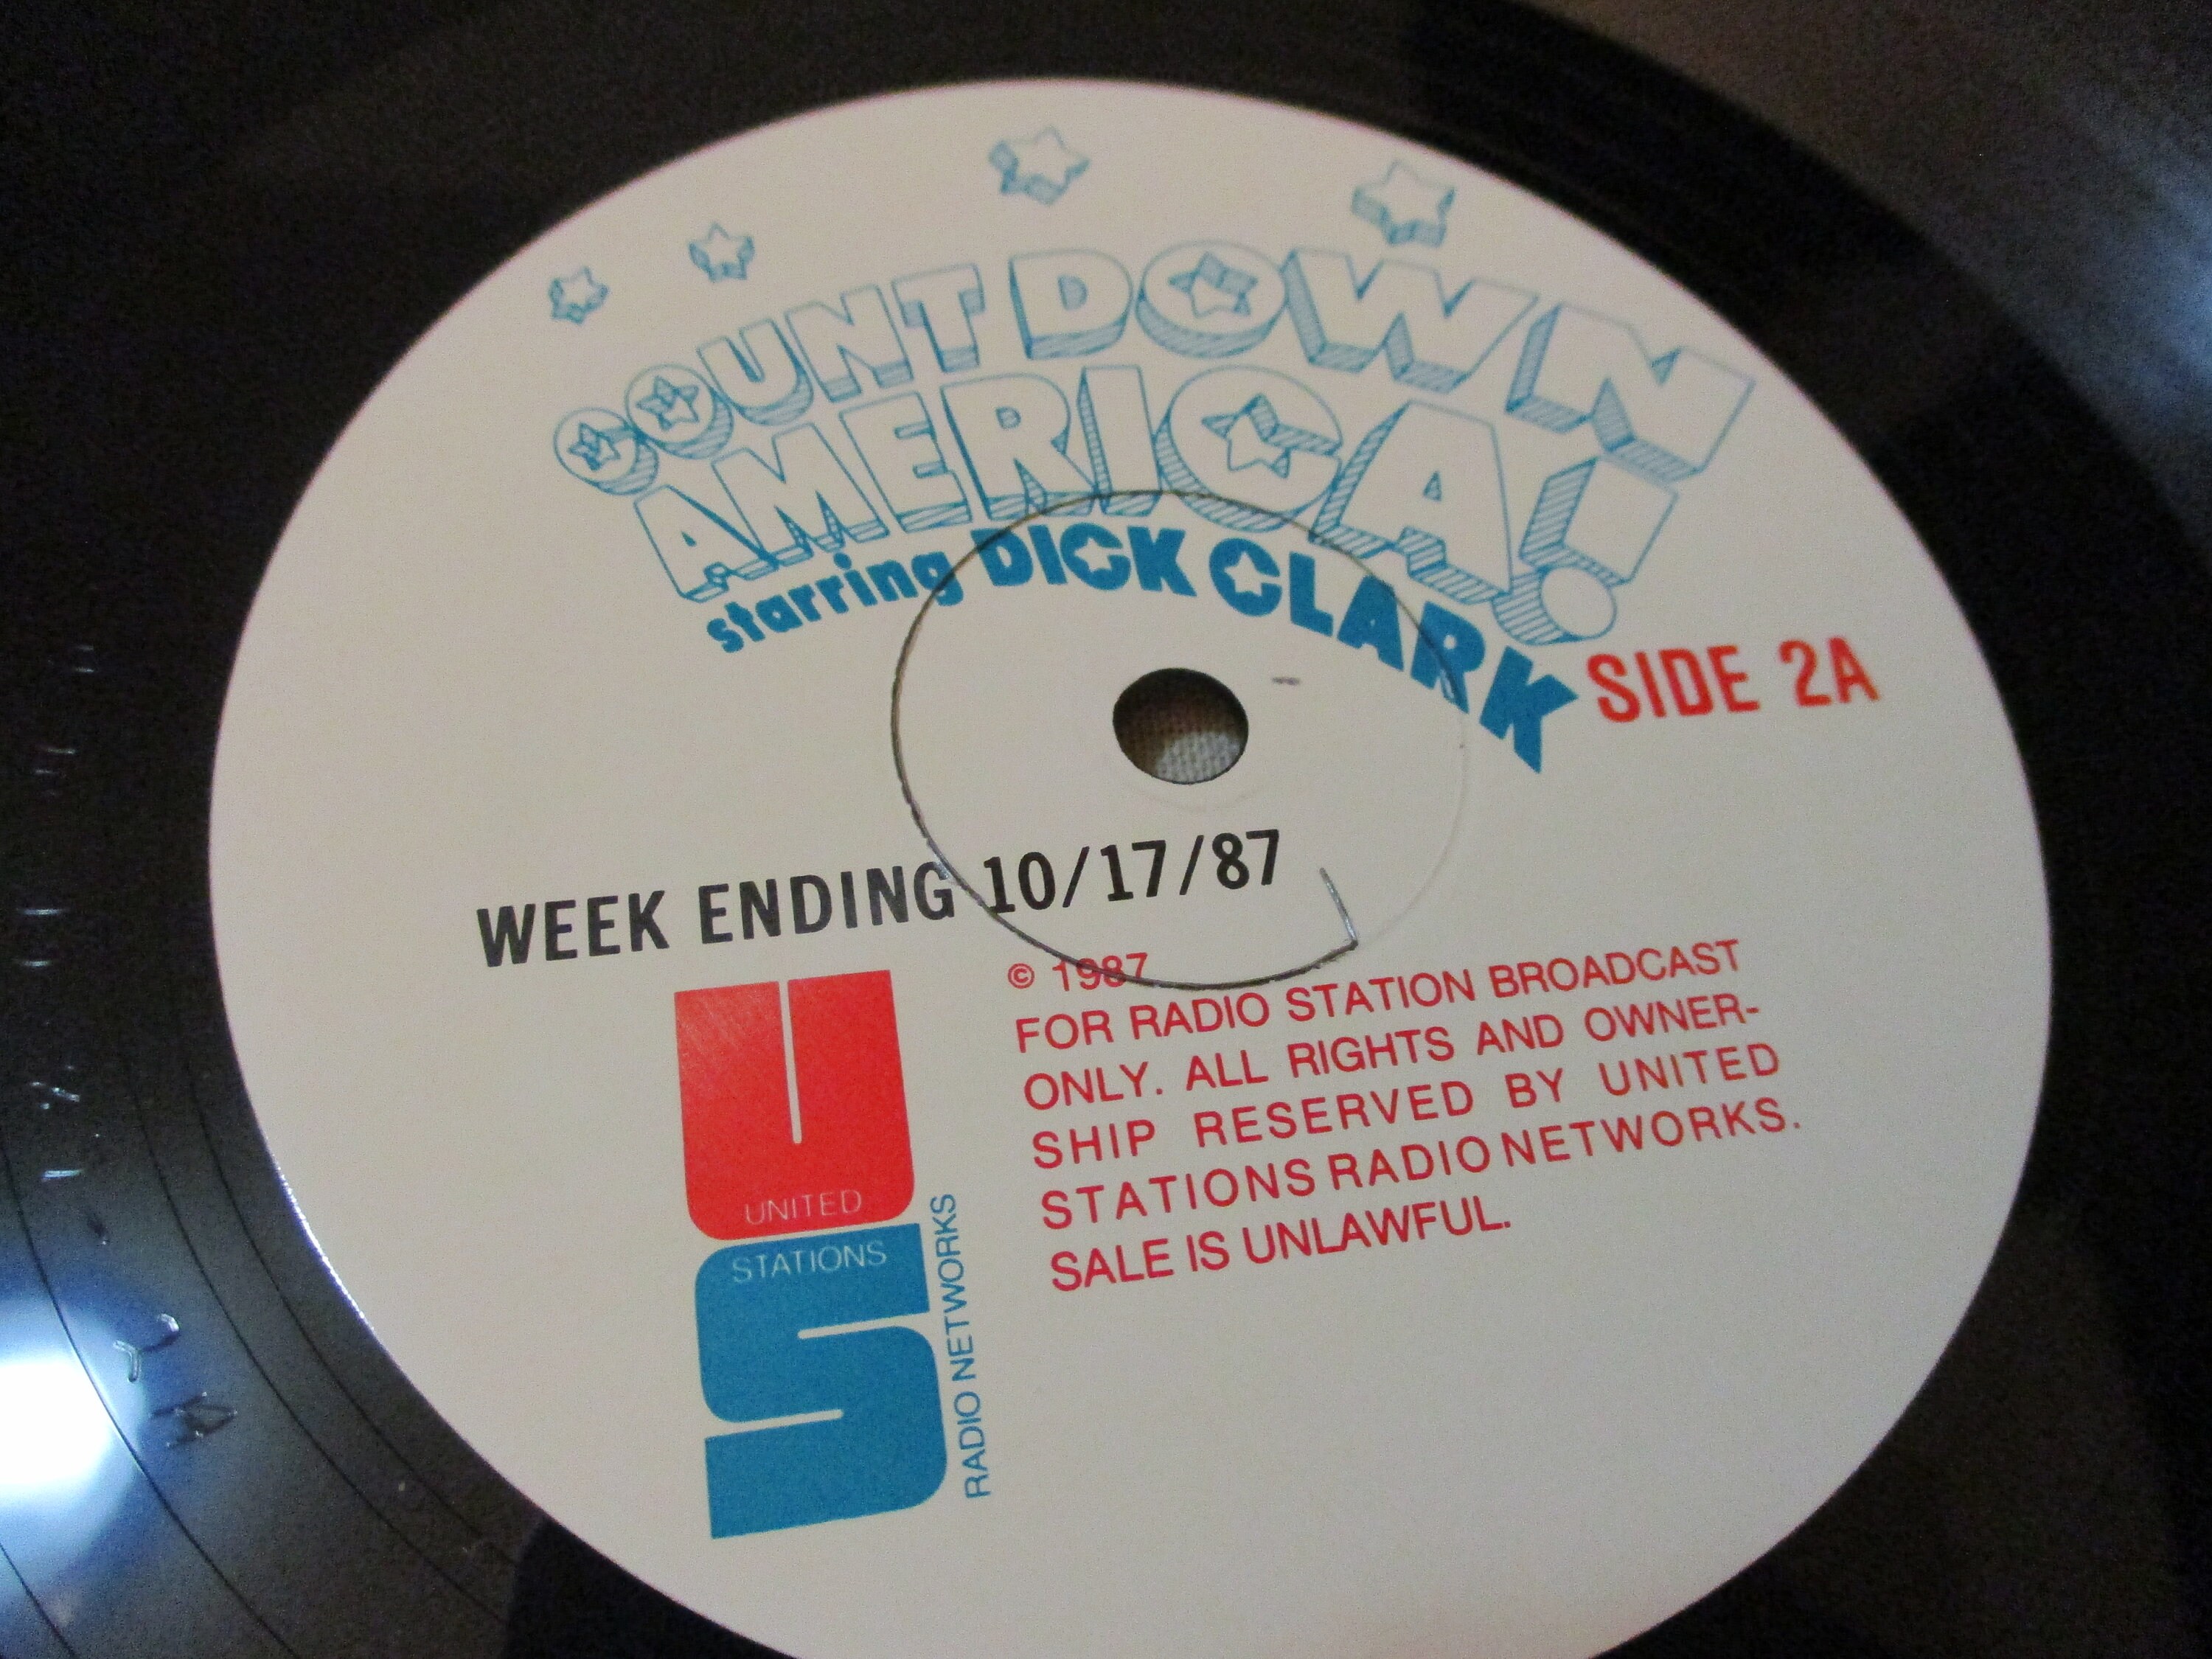 COUNTDOWN
AMERICA!
starring DICK CLARK
SIDE 2A
WEEK ENDING 10/17/87
© 1987
FOR RADIO STATION BROADCAST
ONLY. ALL RIGHTS AND OWNER-
SHIP RESERVED BY UNITED
STATIONS RADIO NETWORKS.
SALE IS UNLAWFUL.
US
UNITED
STATIONS
RADIO NETWORKS